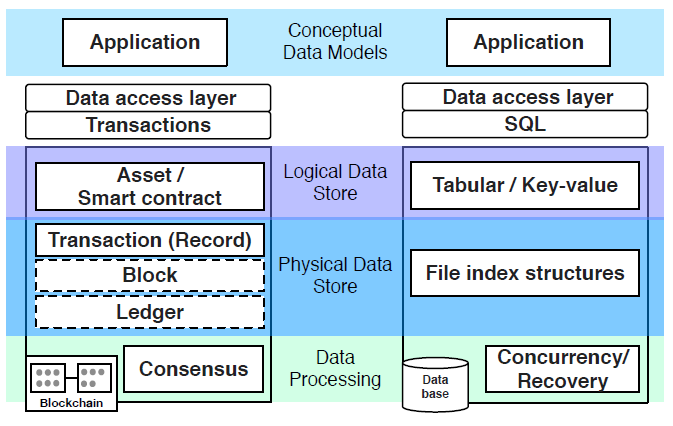 Application
Conceptual
Data Models
Application
Data access layer
Transactions
Data access layer
SQL
Asset /
Smart contract
Logical Data
Store
Tabular / Key-value
Transaction (Record)
Block
Ledger
Physical Data
Store
File index structures
Blockchain
Consensus
Data
Processing
Data
base
Concurrency/
Recovery